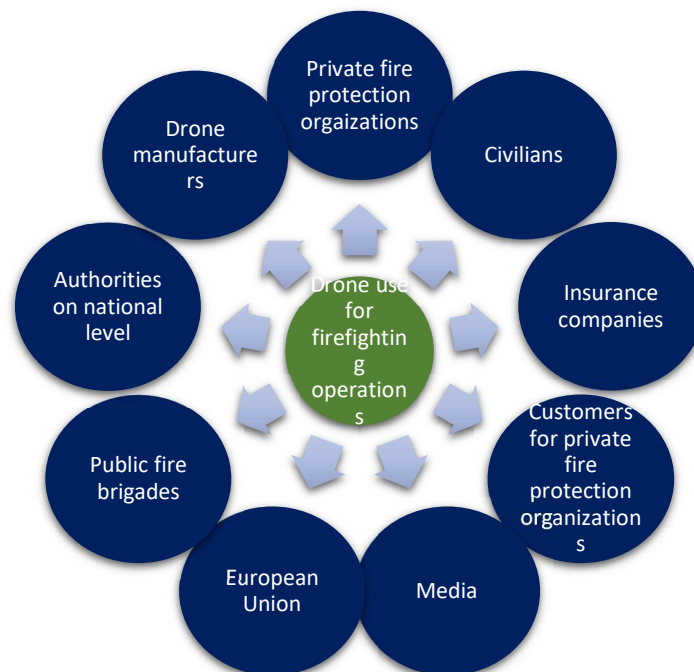 Private fire
protection
orgaizations
Civilians
Insurance
companies
Customers
for private
fire
protection
organization
s
Media
European
Union
Public fire
brigades
Authorities
on national
level
Drone
manufacture
rs
Drone use
for
firefightin
g
operation
s